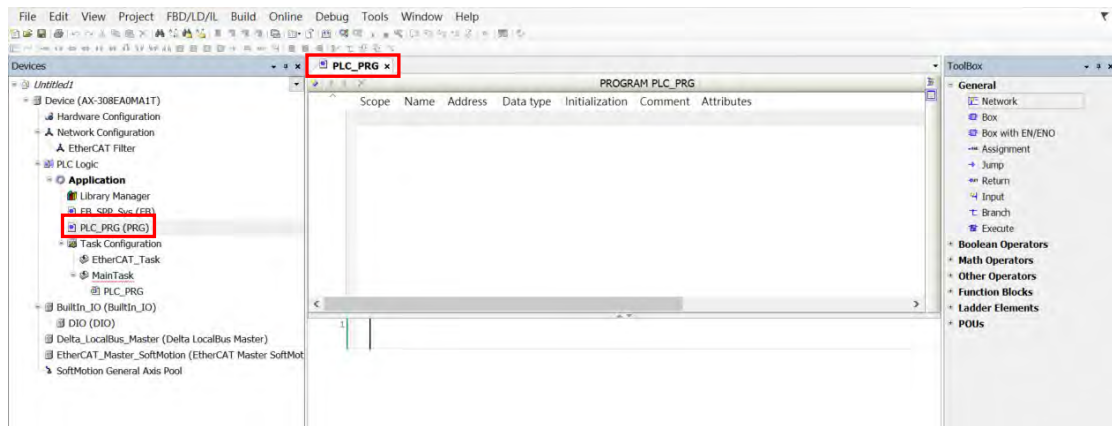 File Edit View Project FBD/LD/IL Build Online Debug Tools Window Help
Devices
Untitled1
Device (AX-308EA0MA1T)
Hardware Configuration
Network Configuration
EtherCAT Filter
PLC Logic
Application
Library Manager
FB_SPP_Sys (FB)
PLC_PRG (PRG)
Task Configuration
EtherCAT_Task
MainTask
PLC_PRG
BuiltIn_IO (BuiltIn_IO)
DIO (DIO)
Delta_LocalBus_Master (Delta LocalBus Master)
EtherCAT_Master_SoftMotion (EtherCAT Master SoftMot
SoftMotion General Axis Pool
PLC_PRG
PROGRAM PLC_PRG
Scope Name Address Data type Initialization Comment Attributes
1
ToolBox
General
Network
Box
Box with EN/ENO
Assignment
Jump
Return
Input
Branch
Execute
Boolean Operators
Math Operators
Other Operators
Function Blocks
Ladder Elements
POUs